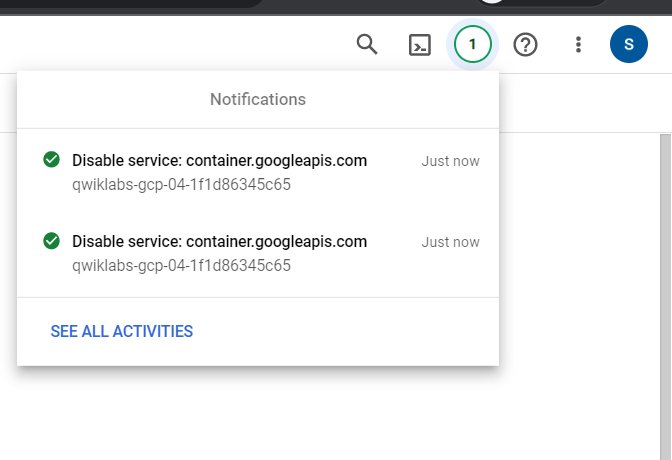 1
S
Notifications
Disable service: container.googleapis.com Just now
qwiklabs-gcp-04-1f1d86345c65
Disable service: container.googleapis.com Just now
qwiklabs-gcp-04-1f1d86345c65
SEE ALL ACTIVITIES